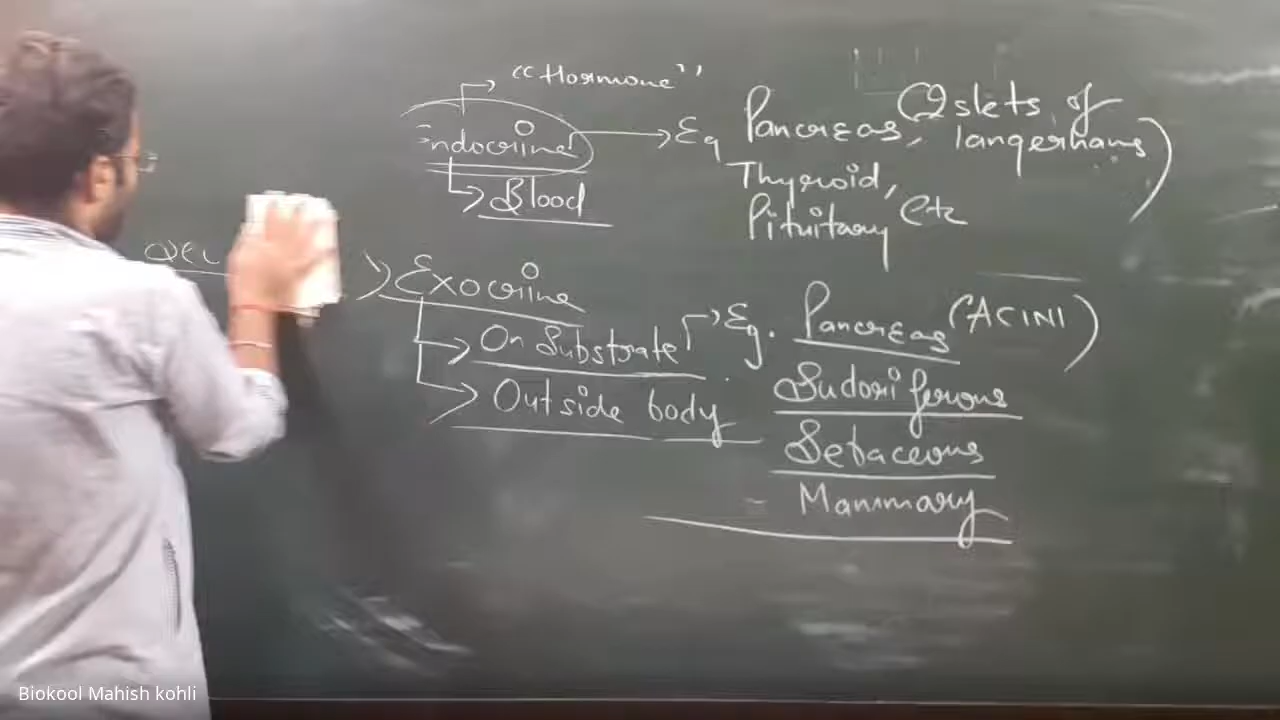 "Hormone"
Endocrine → Eg Pancreas, (Islets of
langerhans)
Blood
Thyroid,
Pituitary etc
Exocrine
On Substrate → Eg. Pancreas (ACINI)
Outside body
Sudoriferous
Sebaceous
Mammary
Biokool Mahish kohli